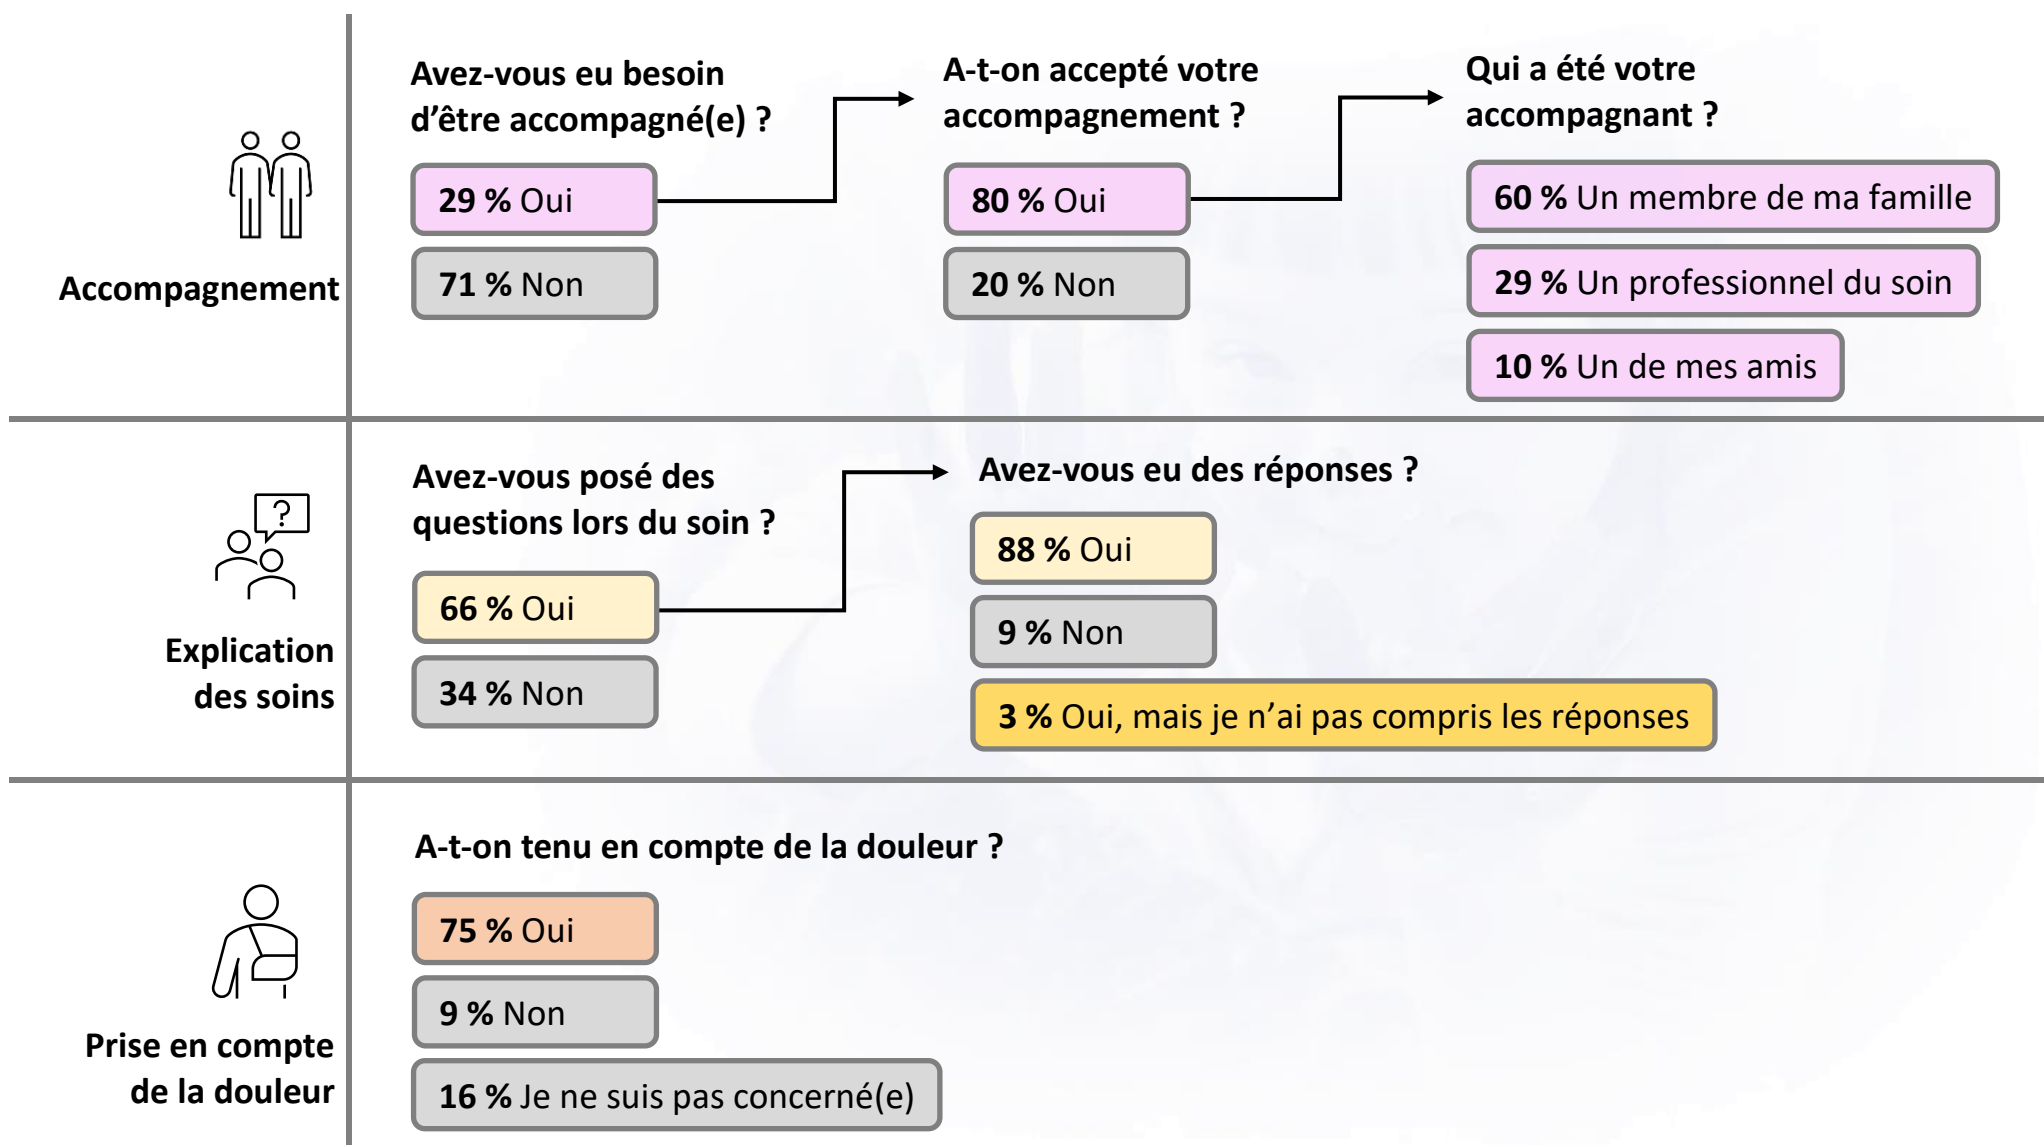 Accompagnement
Avez-vous eu besoin
d’être accompagné(e) ?
29 % Oui
71 % Non
A-t-on accepté votre
accompagnement ?
80 % Oui
20 % Non
Qui a été votre
accompagnant ?
60 % Un membre de ma famille
29 % Un professionnel du soin
10 % Un de mes amis
?
Explication
des soins
Avez-vous posé des
questions lors du soin ?
66 % Oui
34 % Non
Avez-vous eu des réponses ?
88 % Oui
9 % Non
3 % Oui, mais je n’ai pas compris les réponses
Prise en compte
de la douleur
A-t-on tenu en compte de la douleur ?
75 % Oui
9 % Non
16 % Je ne suis pas concerné(e)